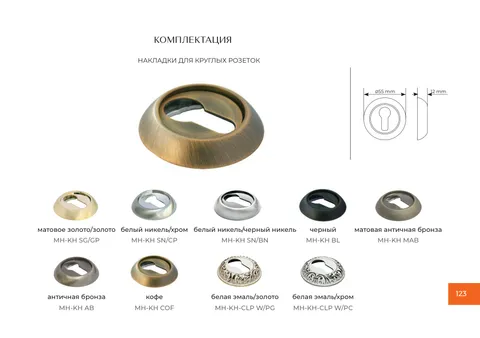 КОМПЛЕКТАЦИЯ
НАКЛАДКИ ДЛЯ КРУГЛЫХ РОЗЕТОК
ø55 mm
12 mm
матовое золото/золото
MH-KH SG/GP
белый никель/хром
MH-KH SN/CP
белый никель/черный никель
MH-KH SN/BN
черный
MH-KH BL
матовая античная бронза
MH-KH MAB
античная бронза
MH-KH AB
кофе
MH-KH COF
белая эмаль/золото
MH-KH-CLP W/PG
белая эмаль/хром
MH-KH-CLP W/PC
123